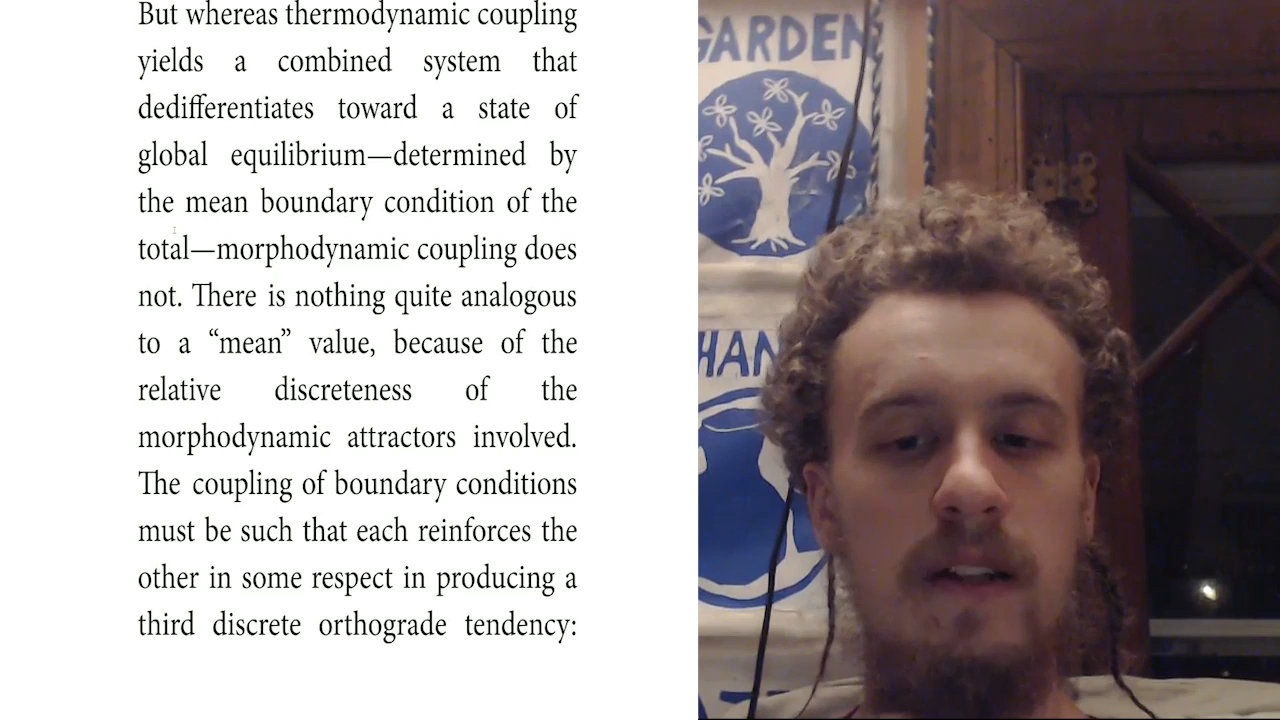 But whereas thermodynamic coupling
yields a combined system that
dedifferentiates toward a state of
global equilibrium—determined by
the mean boundary condition of the
total—morphodynamic coupling does
not. There is nothing quite analogous
to a “mean” value, because of the
relative discreteness of the
morphodynamic attractors involved.
The coupling of boundary conditions
must be such that each reinforces the
other in some respect in producing a
third discrete orthograde tendency:
GARDEN
HAN